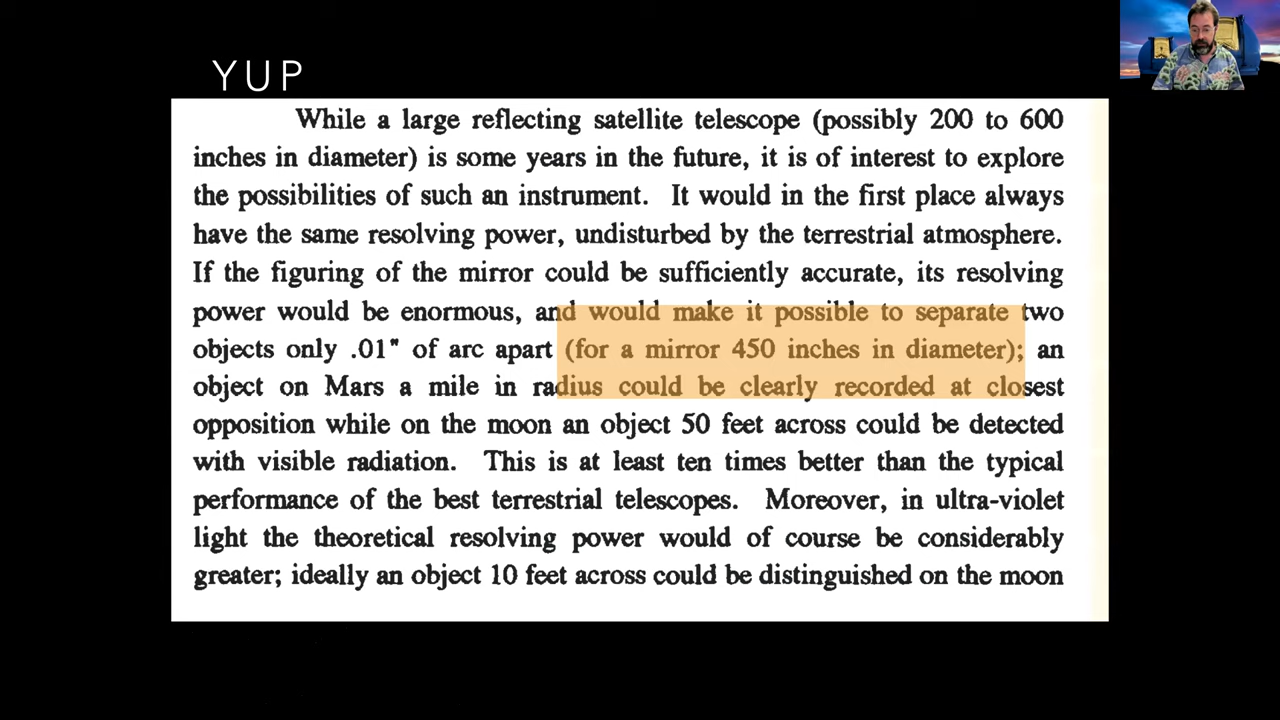 YUP
While a large reflecting satellite telescope (possibly 200 to 600
inches in diameter) is some years in the future, it is of interest to explore
the possibilities of such an instrument. It would in the first place always
have the same resolving power, undisturbed by the terrestrial atmosphere.
If the figuring of the mirror could be sufficiently accurate, its resolving
power would be enormous, and would make it possible to separate two
objects only .01" of arc apart (for a mirror 450 inches in diameter); an
object on Mars a mile in radius could be clearly recorded at closest
opposition while on the moon an object 50 feet across could be detected
with visible radiation. This is at least ten times better than the typical
performance of the best terrestrial telescopes. Moreover, in ultra-violet
light the theoretical resolving power would of course be considerably
greater; ideally an object 10 feet across could be distinguished on the moon